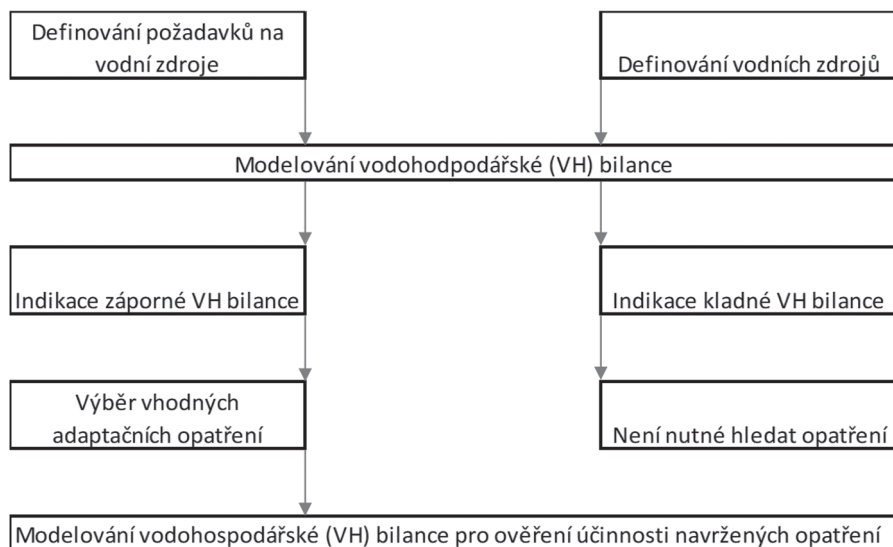 Definování požadavků na
vodní zdroje
Definování vodních zdrojů
Modelování vodohodpodářské (VH) bilance
Indikace záporné VH bilance
Indikace kladné VH bilance
Výběr vhodných
adaptačních opatření
Není nutné hledat opatření
Modelování vodohospodářské (VH) bilance pro ověření účinnosti navržených opatření